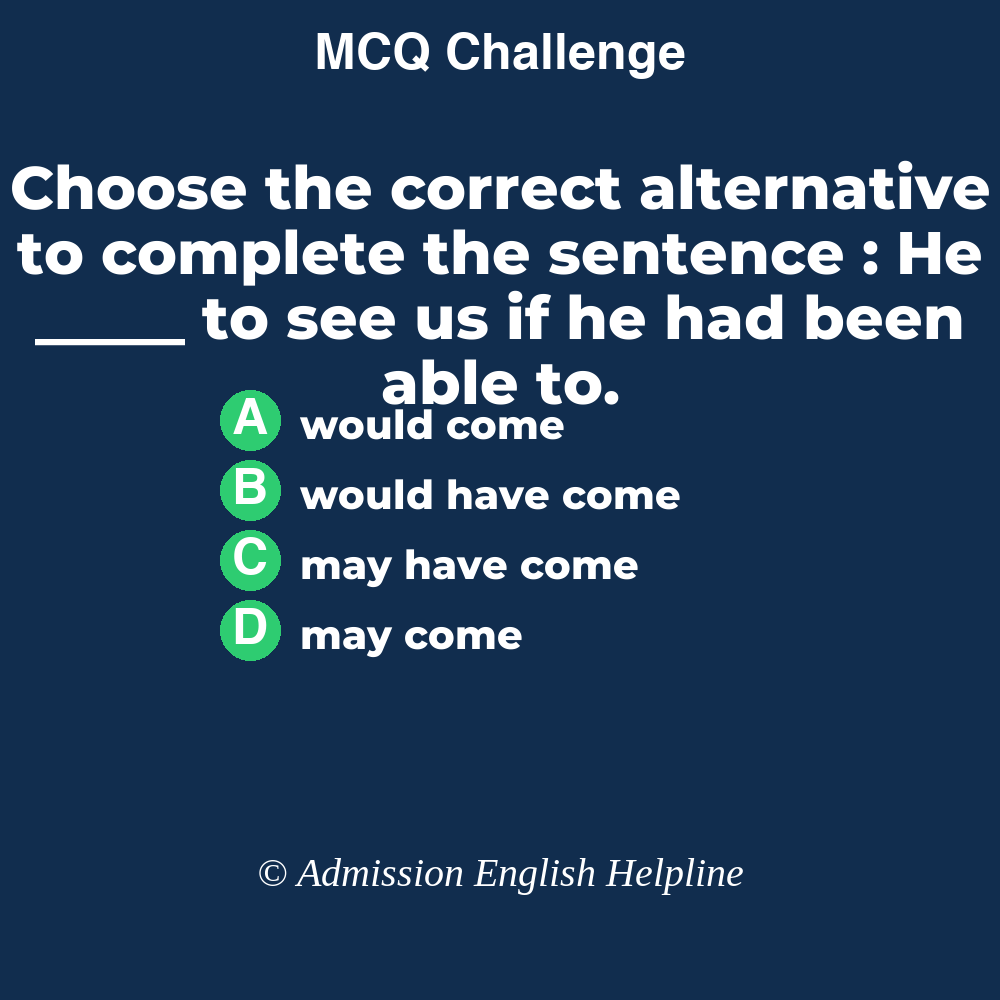 MCQ Challenge
Choose the correct alternative
to complete the sentence : He
_____ to see us if he had been
able to.
A would come
B would have come
C may have come
D may come
© Admission English Helpline